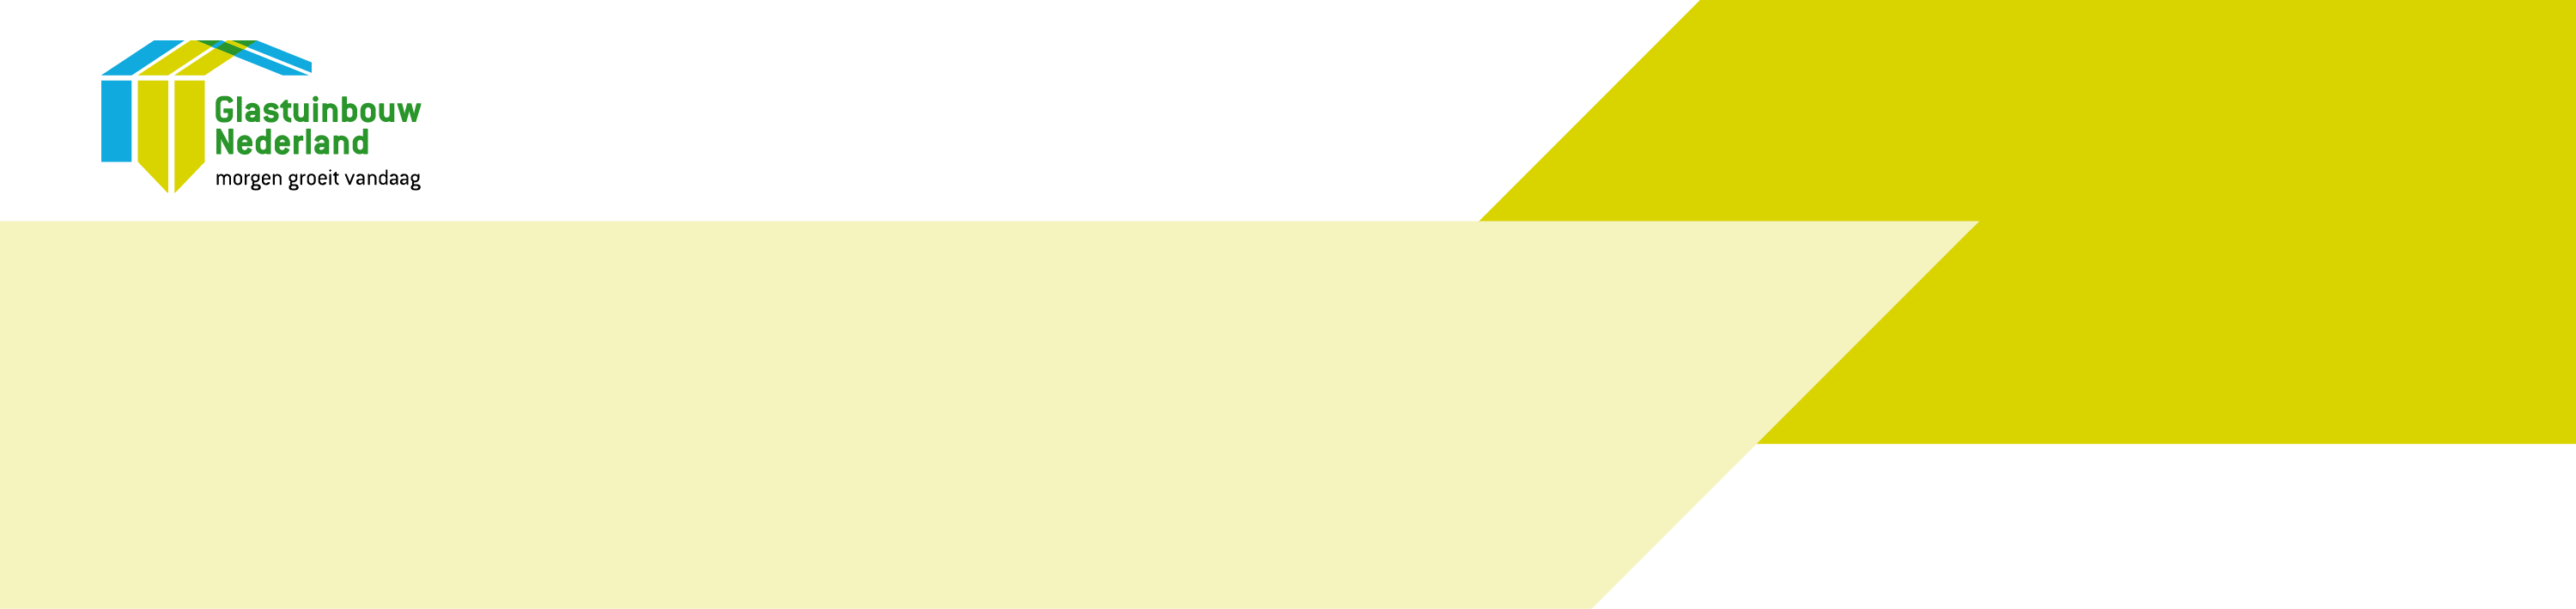 Glastuinbouw
Nederland
morgen groeit vandaag